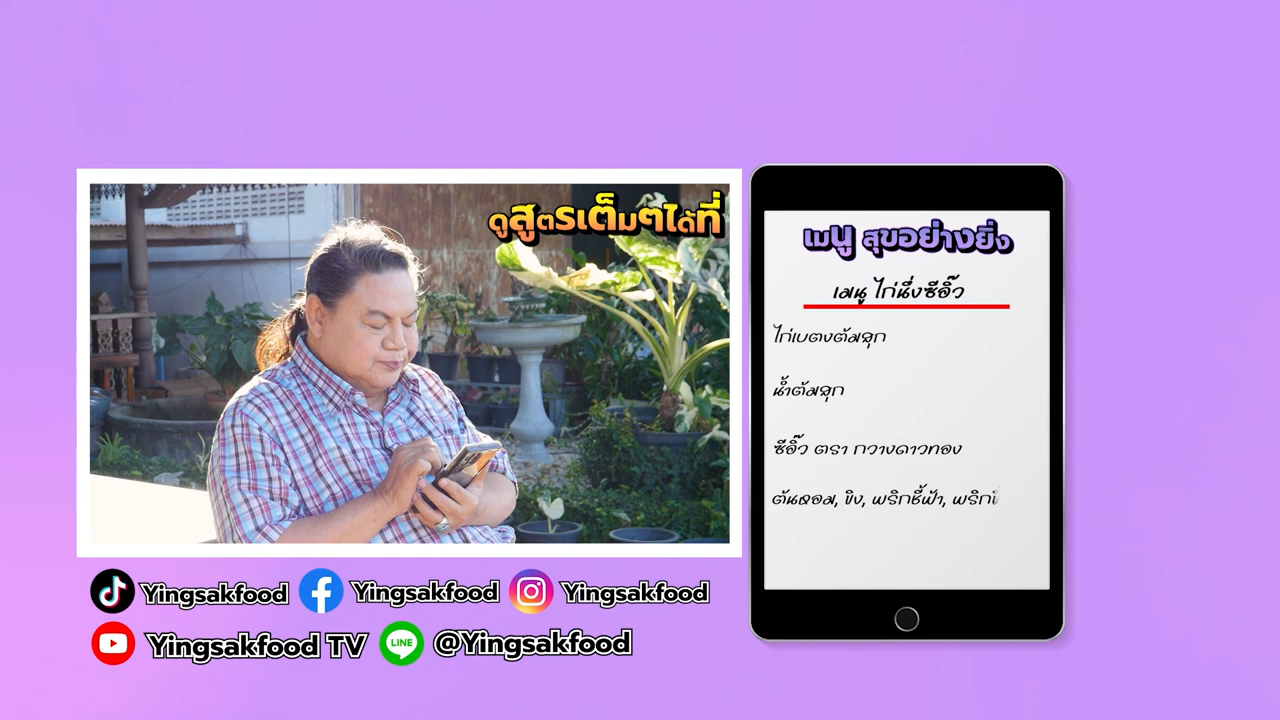 ดูสูตรเต็มๆได้ที่
Yingsakfood Yingsakfood Yingsakfood
Yingsakfood TV LINE @Yingsakfood
เมนู สุขอย่างยิ่ง
เมนู ไก่นึ่งซีอิ๊ว
ไก่เบตงต้มสุก
น้ำต้มสุก
ซีอิ๊ว ตรา กวางดาวทอง
ต้นหอม, ขิง, พริกชี้ฟ้า,